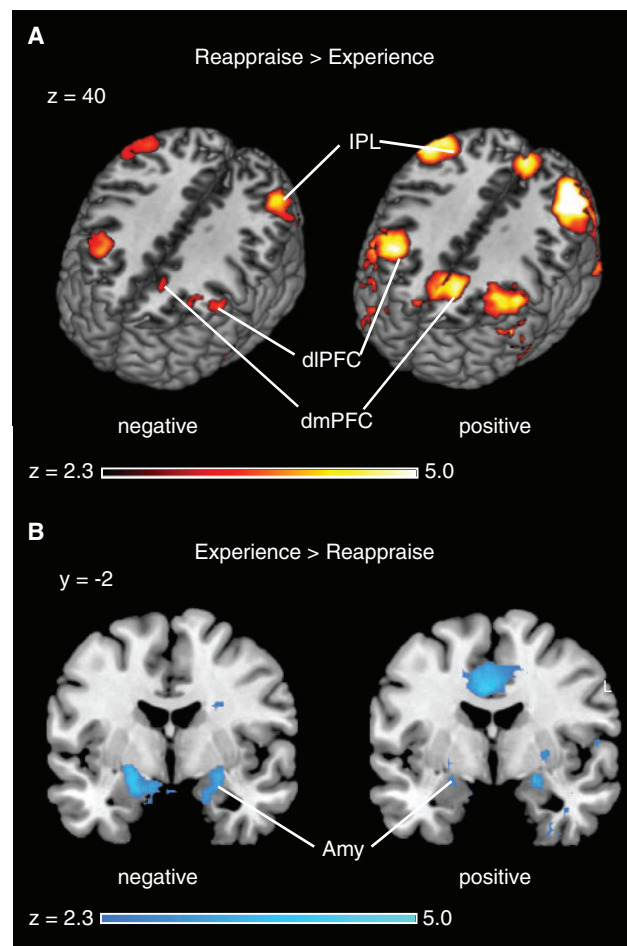 A
Reappraise > Experience
z = 40
IPL
dlPFC
dmPFC
negative
positive
z = 2.3
5.0
B
Experience > Reappraise
y = -2
L
Amy
negative
positive
z = 2.3
5.0